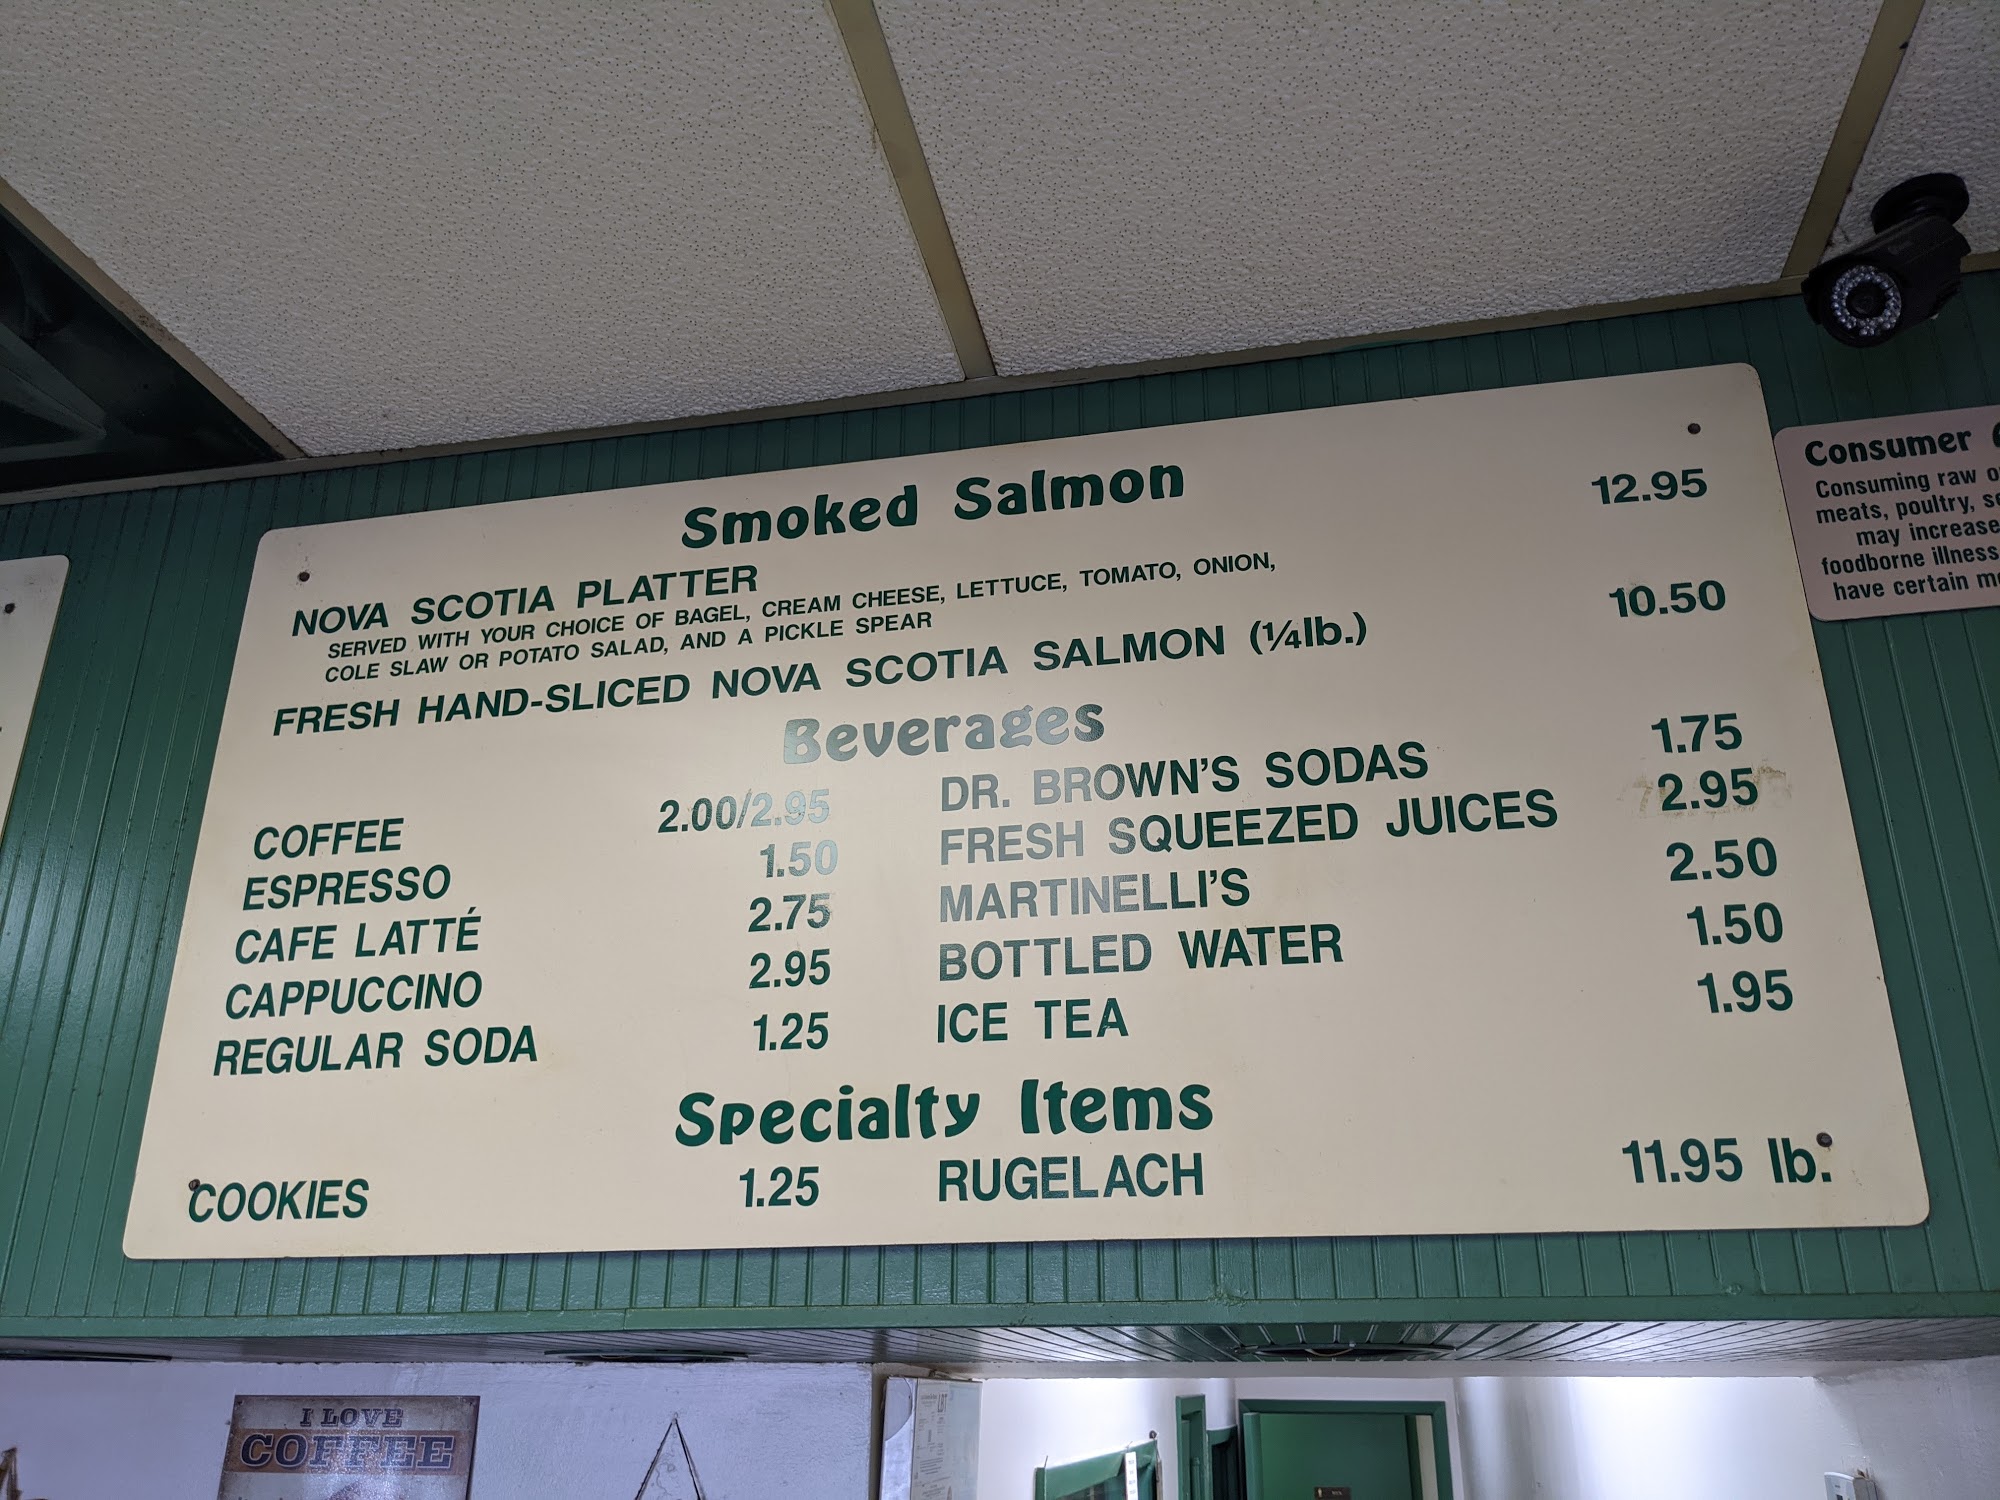 Smoked Salmon
NOVA SCOTIA PLATTER 12.95
SERVED WITH YOUR CHOICE OF BAGEL, CREAM CHEESE, LETTUCE, TOMATO, ONION,
COLE SLAW OR POTATO SALAD, AND A PICKLE SPEAR
FRESH HAND-SLICED NOVA SCOTIA SALMON (¼lb.) 10.50
Beverages
COFFEE 2.00/2.95 DR. BROWN'S SODAS 1.75
ESPRESSO 1.50 FRESH SQUEEZED JUICES 2.95
CAFE LATTÉ 2.75 MARTINELLI'S 2.50
CAPPUCCINO 2.95 BOTTLED WATER 1.50
REGULAR SODA 1.25 ICE TEA 1.95
Specialty Items
COOKIES 1.25 RUGELACH 11.95 lb.
Consumer
Consuming raw
meats, poultry,
may increase
foodborne illness
have certain
I LOVE
COFFEE